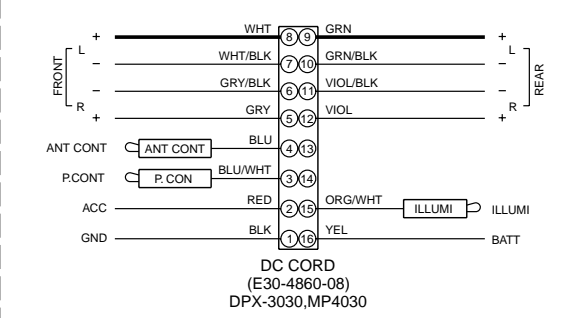 + WHT 8 9 GRN +
FRONT L L REAR
− WHT/BLK 7 10 GRN/BLK −
− GRY/BLK 6 11 VIOL/BLK −
R R
+ GRY 5 12 VIOL +
ANT CONT ANT CONT BLU 4 13
P.CONT P. CON BLU/WHT 3 14
ACC RED 2 15 ORG/WHT ILLUMI ILLUMI
GND BLK 1 16 YEL BATT
DC CORD
(E30-4860-08)
DPX-3030,MP4030